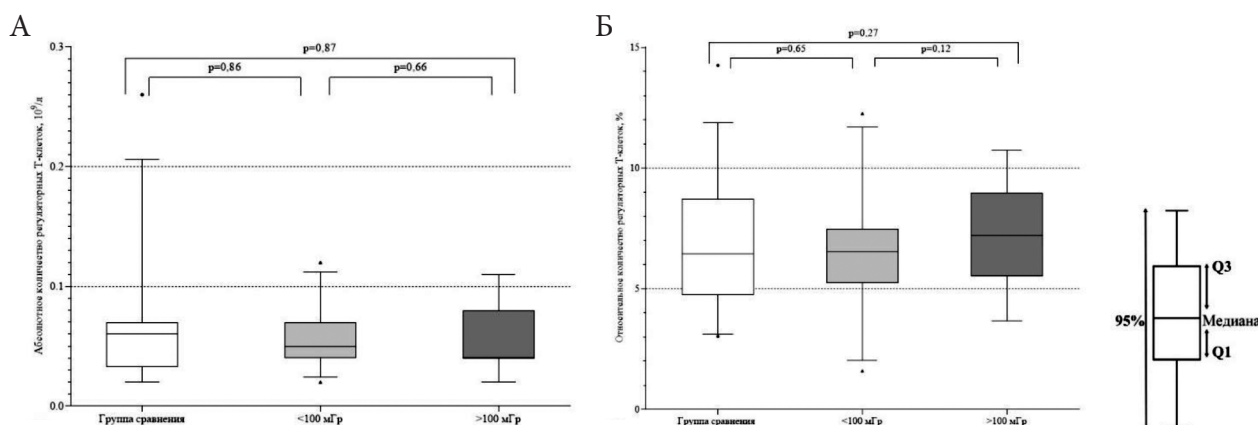 А
p=0,87
p=0,86
p=0,66
0.3
0.2
0.1
0.0
Абсолютное количество регуляторных Т-клеток, 10⁹/л
Группа сравнения
<100 мГр
>100 мГр
Б
p=0,27
p=0,65
p=0,12
15
10
5
0
Относительное количество регуляторных Т-клеток, %
Группа сравнения
<100 мГр
>100 мГр
95%
Q3
Медиана
Q1